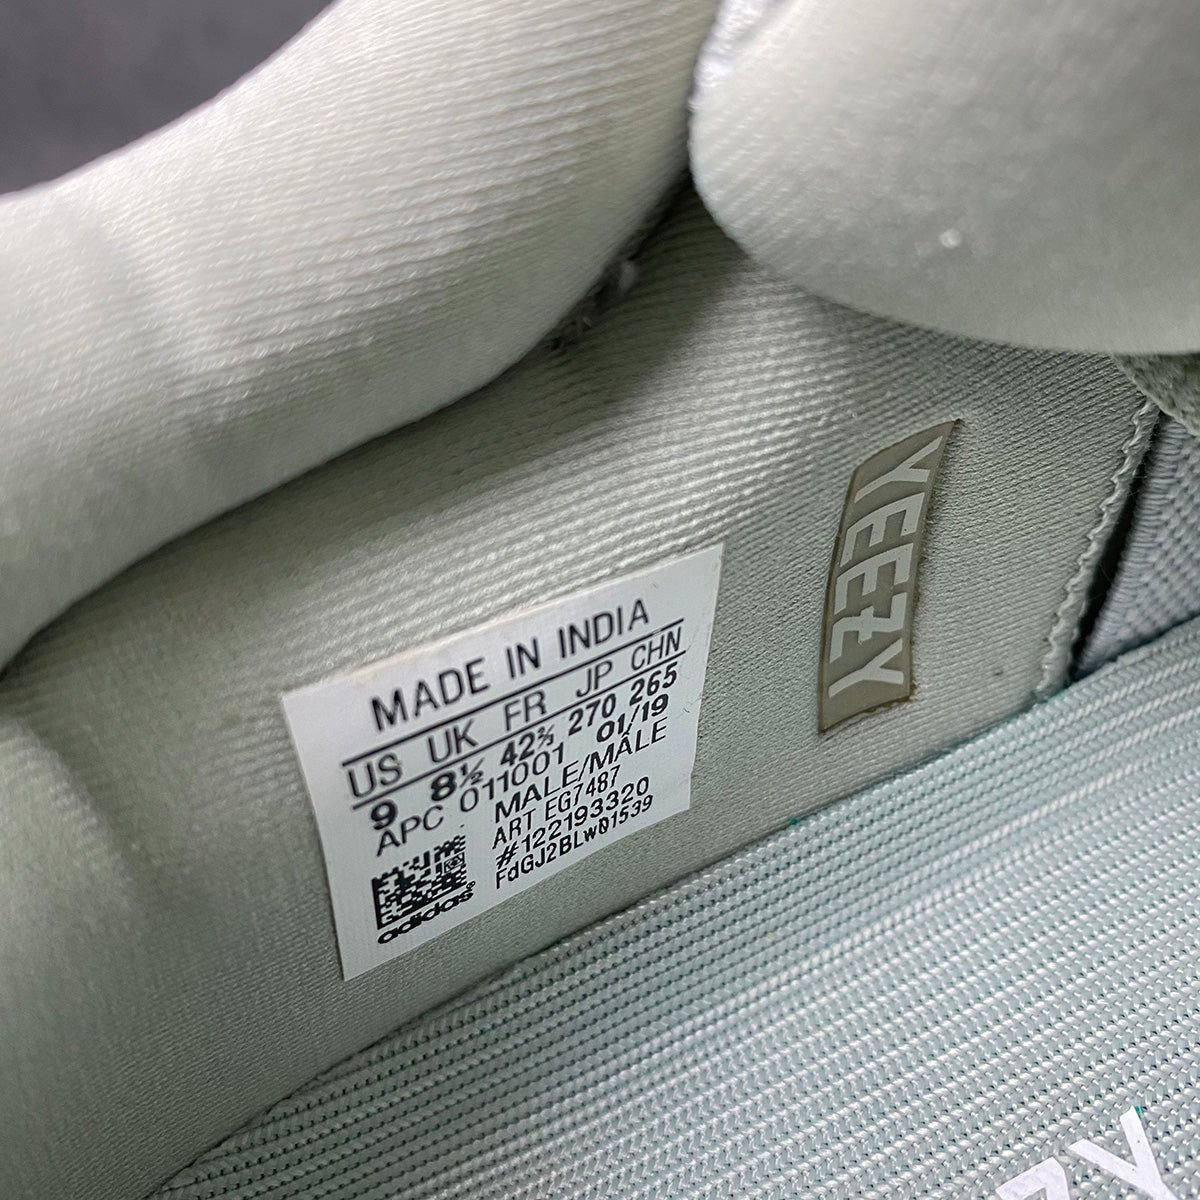 MADE IN INDIA
US UK FR JP CHN
9 8½ 42⅔ 270 265
APC 011001 01/19
MALE/MÂLE
ART EG7487
#122193320
FdGJ2BLW01539
adidas®
YEEZY
ZY